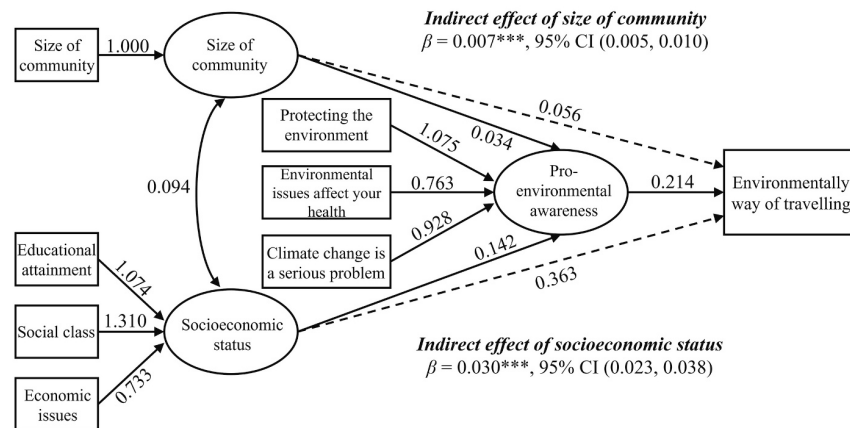 Indirect effect of size of community
β = 0.007***, 95% CI (0.005, 0.010)
Size of
community
1.000
Size of
community
0.056
0.034
Protecting the
environment
1.075
Environmental
issues affect your
health
0.763
Climate change is
a serious problem
0.928
Pro-
environmental
awareness
0.214
Environmentally
way of travelling
0.094
0.142
0.363
Educational
attainment
1.074
Social class
1.310
Economic
issues
0.733
Socioeconomic
status
Indirect effect of socioeconomic status
β = 0.030***, 95% CI (0.023, 0.038)